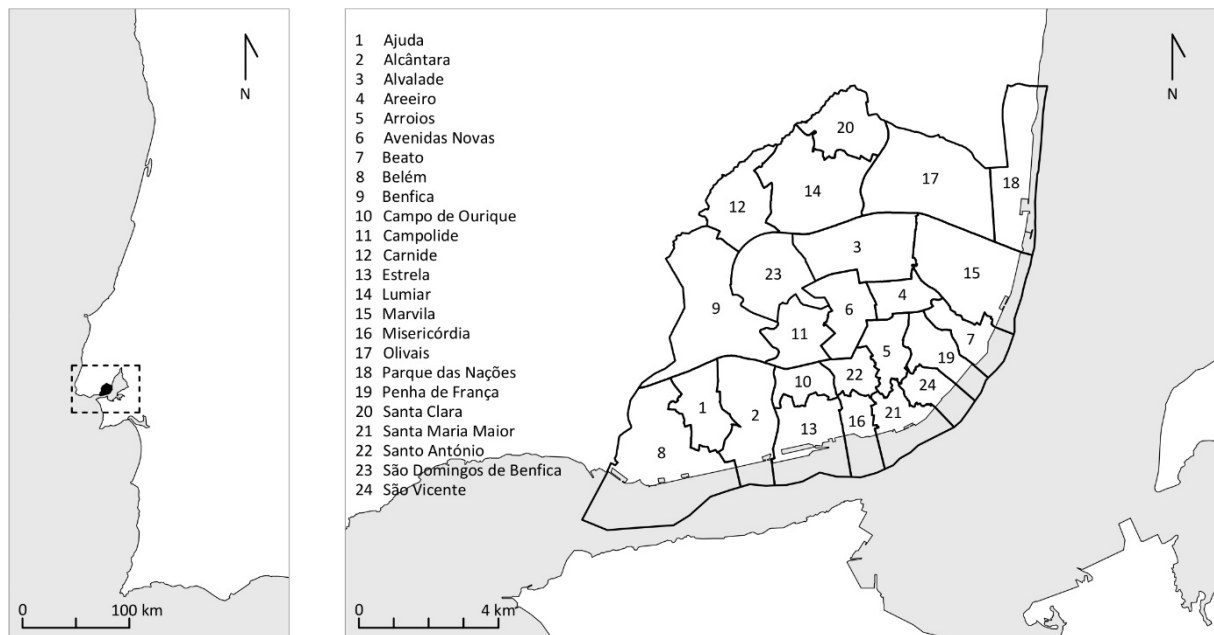 N
0 100 km
1 Ajuda
2 Alcântara
3 Alvalade
4 Areeiro
5 Arroios
6 Avenidas Novas
7 Beato
8 Belém
9 Benfica
10 Campo de Ourique
11 Campolide
12 Carnide
13 Estrela
14 Lumiar
15 Marvila
16 Misericórdia
17 Olivais
18 Parque das Nações
19 Penha de França
20 Santa Clara
21 Santa Maria Maior
22 Santo António
23 São Domingos de Benfica
24 São Vicente
N
20
18
17
14
12
3
23
15
4
6
9
11
7
5
19
10
22
24
1
2
21
16
13
8
0 4 km